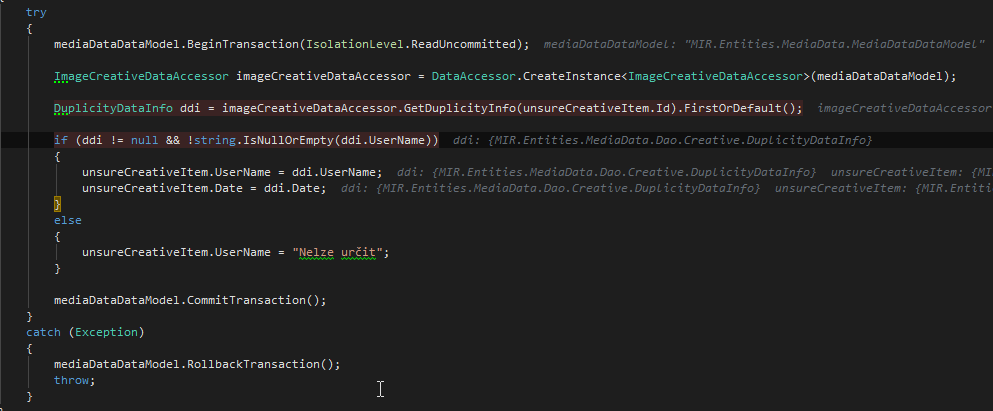 try
{
mediaDataDataModel.BeginTransaction(IsolationLevel.ReadUncommitted); mediaDataDataModel: "MIR.Entities.MediaData.MediaDataDataModel"
ImageCreativeDataAccessor imageCreativeDataAccessor = DataAccessor.CreateInstance<ImageCreativeDataAccessor>(mediaDataDataModel);
DuplicityDataInfo ddi = imageCreativeDataAccessor.GetDuplicityInfo(unsureCreativeItem.Id).FirstOrDefault(); imageCreativeDataAccessor
if (ddi != null && !string.IsNullOrEmpty(ddi.UserName)) ddi: {MIR.Entities.MediaData.Dao.Creative.DuplicityDataInfo}
{
unsureCreativeItem.UserName = ddi.UserName; ddi: {MIR.Entities.MediaData.Dao.Creative.DuplicityDataInfo} unsureCreativeItem: {MI
unsureCreativeItem.Date = ddi.Date; ddi: {MIR.Entities.MediaData.Dao.Creative.DuplicityDataInfo} unsureCreativeItem: {MIR.Enti
}
else
{
unsureCreativeItem.UserName = "Nelze určit";
}
mediaDataDataModel.CommitTransaction();
}
catch (Exception)
{
mediaDataDataModel.RollbackTransaction();
throw;
}